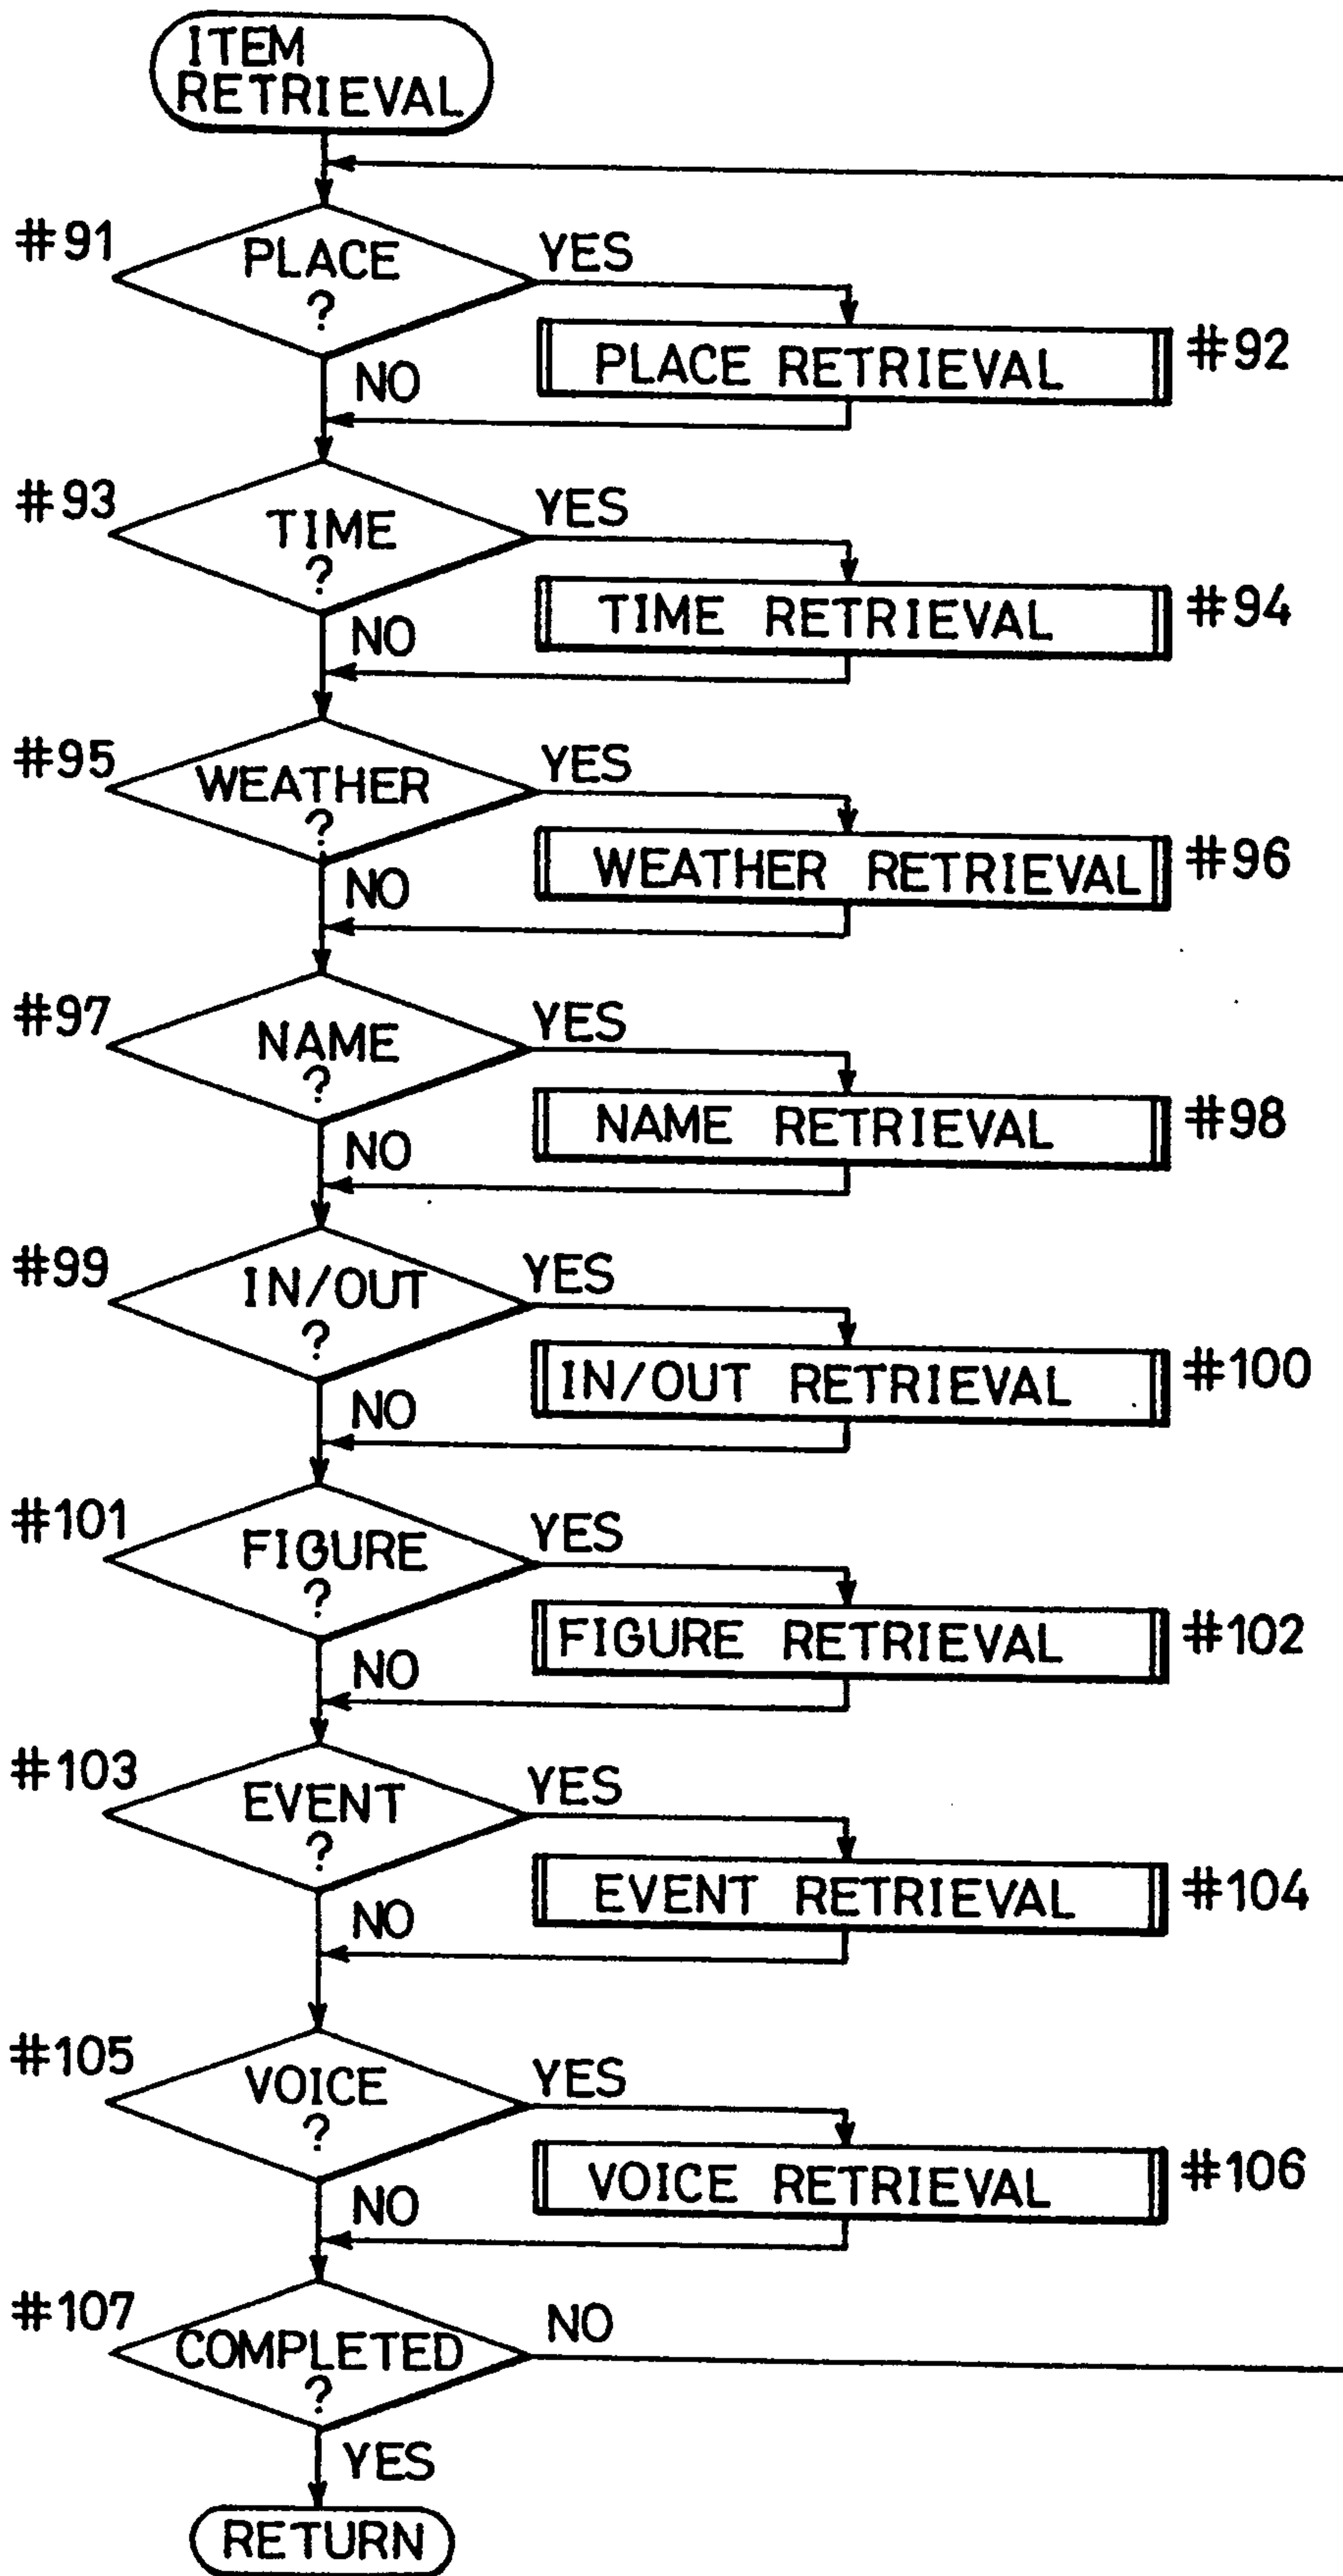 ITEM
RETRIEVAL
#91
PLACE
?
YES
NO
PLACE RETRIEVAL
#92
#93
TIME
?
YES
NO
TIME RETRIEVAL
#94
#95
WEATHER
?
YES
NO
WEATHER RETRIEVAL
#96
#97
NAME
?
YES
NO
NAME RETRIEVAL
#98
#99
IN/OUT
?
YES
NO
IN/OUT RETRIEVAL
#100
#101
FIGURE
?
YES
NO
FIGURE RETRIEVAL
#102
#103
EVENT
?
YES
NO
EVENT RETRIEVAL
#104
#105
VOICE
?
YES
NO
VOICE RETRIEVAL
#106
#107
COMPLETED
?
NO
YES
RETURN